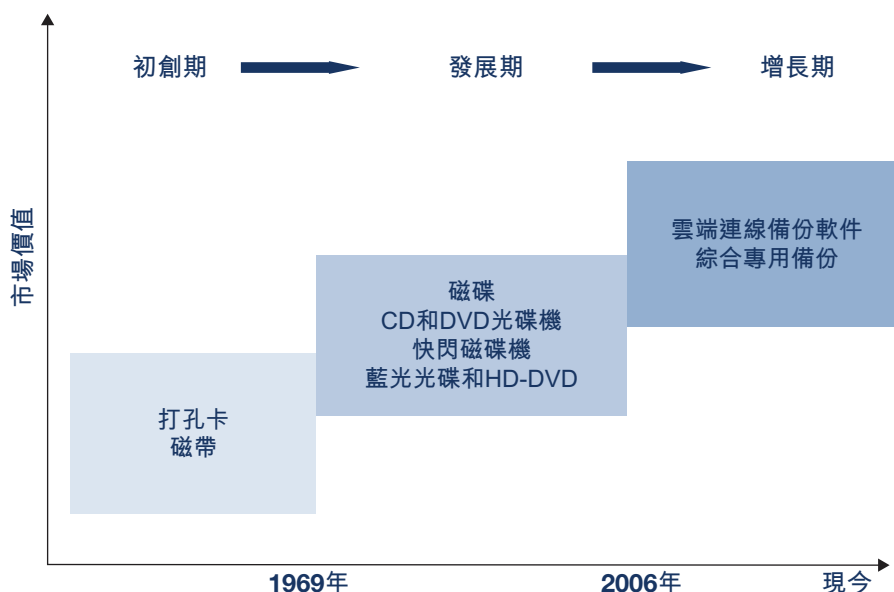 初創期
發展期
增長期
市場價值
雲端連線備份軟件
綜合專用備份
磁碟
CD和DVD光碟機
快閃磁碟機
藍光光碟和HD-DVD
打孔卡
磁帶
1969年
2006年
現今